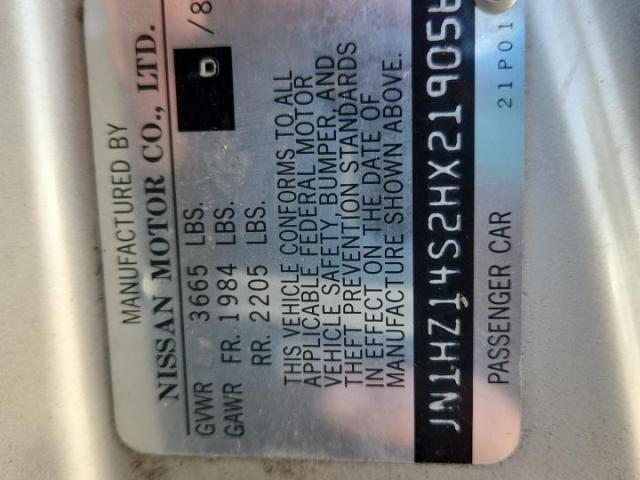 MANUFACTURED BY
NISSAN MOTOR CO., LTD.
/8
GVWR 3665 LBS.
GAWR FR. 1984 LBS.
RR. 2205 LBS.
THIS VEHICLE CONFORMS TO ALL
APPLICABLE FEDERAL MOTOR
VEHICLE SAFETY, BUMPER, AND
THEFT PREVENTION STANDARDS
IN EFFECT ON THE DATE OF
MANUFACTURE SHOWN ABOVE.
JN1HZ14S2HX219056
PASSENGER CAR
21P01